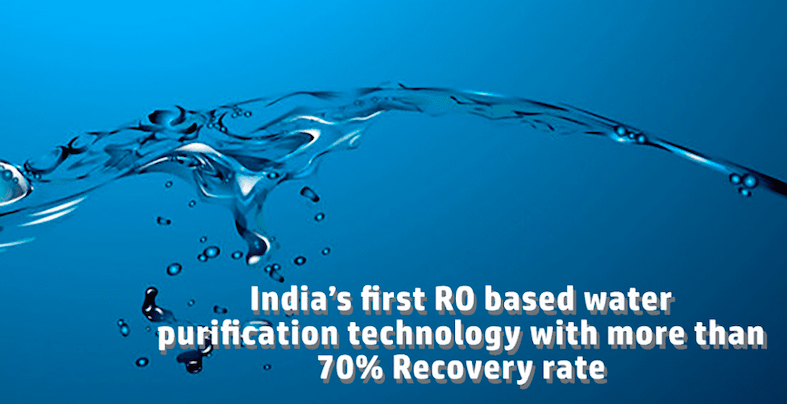 India’s first RO based water
purification technology with more than
70% Recovery rate